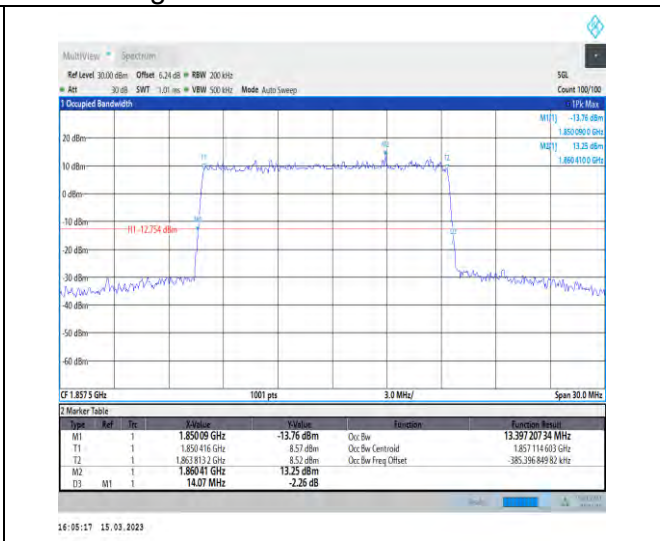 MultiView Spectrum
Ref Level 30.00 dBm Offset 6.24 dB RBW 200 kHz SGL
Att 30 dB SWT 1.01 ms VBW 500 kHz Mode Auto Sweep Count 100/100
1 Occupied Bandwidth 1Pk Max
M1[1] -13.76 dBm
1.850 090 0 GHz
M2[1] 13.25 dBm
1.860 410 0 GHz
20 dBm
T1 M2 T2
10 dBm
0 dBm
-10 dBm
H1 -12.754 dBm
-20 dBm
-30 dBm
-40 dBm
-50 dBm
-60 dBm
CF 1.857 5 GHz 1001 pts 3.0 MHz/ Span 30.0 MHz
2 Marker Table
Type Ref Trc X-Value Y-Value Function Function Result
M1 1 1.85009 GHz -13.76 dBm Occ Bw 13.397 207 34 MHz
T1 1 1.850 416 GHz 8.57 dBm Occ Bw Centroid 1.857 114 603 GHz
T2 1 1.863 813 2 GHz 8.52 dBm Occ Bw Freq Offset -385.396 849 82 kHz
M2 1 1.86041 GHz 13.25 dBm
D3 M1 1 14.07 MHz -2.26 dB
16:05:17 15.03.2023